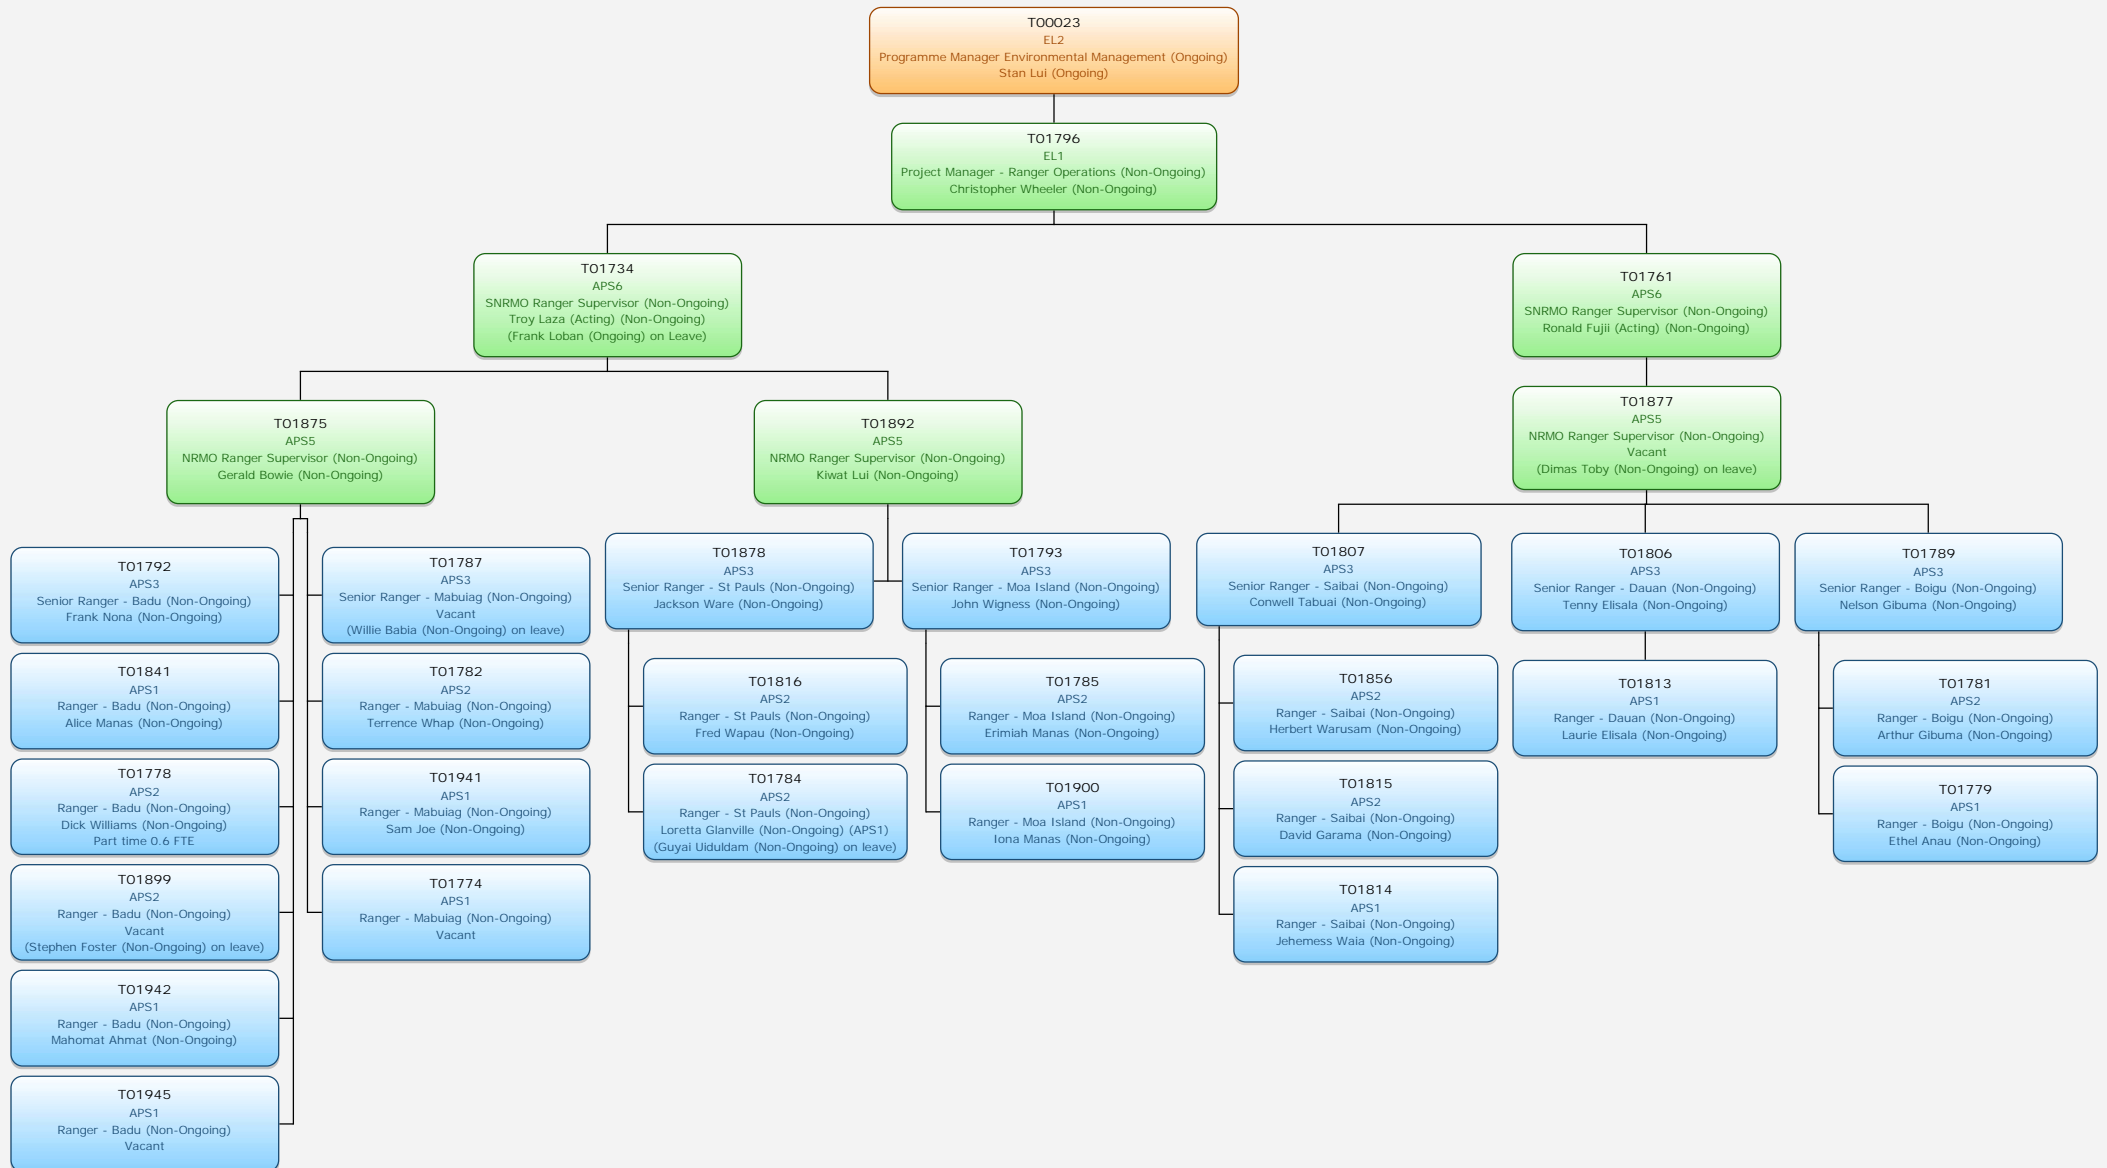 T00023
EL2
Programme Manager Environmental Management (Ongoing)
Stan Lui (Ongoing)
T01796
EL1
Project Manager - Ranger Operations (Non-Ongoing)
Christopher Wheeler (Non-Ongoing)
T01734
APS6
SNRMO Ranger Supervisor (Non-Ongoing)
Troy Laza (Acting) (Non-Ongoing)
(Frank Loban (Ongoing) on Leave)
T01761
APS6
SNRMO Ranger Supervisor (Non-Ongoing)
Ronald Fujii (Acting) (Non-Ongoing)
T01875
APS5
NRMO Ranger Supervisor (Non-Ongoing)
Gerald Bowie (Non-Ongoing)
T01892
APS5
NRMO Ranger Supervisor (Non-Ongoing)
Kiwat Lui (Non-Ongoing)
T01877
APS5
NRMO Ranger Supervisor (Non-Ongoing)
Vacant
(Dimas Toby (Non-Ongoing) on leave)
T01792
APS3
Senior Ranger - Badu (Non-Ongoing)
Frank Nona (Non-Ongoing)
T01841
APS1
Ranger - Badu (Non-Ongoing)
Alice Manas (Non-Ongoing)
T01778
APS2
Ranger - Badu (Non-Ongoing)
Dick Williams (Non-Ongoing)
Part time 0.6 FTE
T01899
APS2
Ranger - Badu (Non-Ongoing)
Vacant
(Stephen Foster (Non-Ongoing) on leave)
T01942
APS1
Ranger - Badu (Non-Ongoing)
Mahomat Ahmat (Non-Ongoing)
T01945
APS1
Ranger - Badu (Non-Ongoing)
Vacant
T01787
APS3
Senior Ranger - Mabuiag (Non-Ongoing)
Vacant
(Willie Babia (Non-Ongoing) on leave)
T01782
APS2
Ranger - Mabuiag (Non-Ongoing)
Terrence Whap (Non-Ongoing)
T01941
APS1
Ranger - Mabuiag (Non-Ongoing)
Sam Joe (Non-Ongoing)
T01774
APS1
Ranger - Mabuiag (Non-Ongoing)
Vacant
T01878
APS3
Senior Ranger - St Pauls (Non-Ongoing)
Jackson Ware (Non-Ongoing)
T01816
APS2
Ranger - St Pauls (Non-Ongoing)
Fred Wapau (Non-Ongoing)
T01784
APS2
Ranger - St Pauls (Non-Ongoing)
Loretta Glanville (Non-Ongoing) (APS1)
(Guyai Uiduldam (Non-Ongoing) on leave)
T01793
APS3
Senior Ranger - Moa Island (Non-Ongoing)
John Wigness (Non-Ongoing)
T01785
APS2
Ranger - Moa Island (Non-Ongoing)
Erimiah Manas (Non-Ongoing)
T01900
APS1
Ranger - Moa Island (Non-Ongoing)
Iona Manas (Non-Ongoing)
T01807
APS3
Senior Ranger - Saibai (Non-Ongoing)
Conwell Tabuai (Non-Ongoing)
T01856
APS2
Ranger - Saibai (Non-Ongoing)
Herbert Warusam (Non-Ongoing)
T01815
APS2
Ranger - Saibai (Non-Ongoing)
David Garama (Non-Ongoing)
T01814
APS1
Ranger - Saibai (Non-Ongoing)
Jehemess Waia (Non-Ongoing)
T01806
APS3
Senior Ranger - Dauan (Non-Ongoing)
Tenny Elisala (Non-Ongoing)
T01813
APS1
Ranger - Dauan (Non-Ongoing)
Laurie Elisala (Non-Ongoing)
T01789
APS3
Senior Ranger - Boigu (Non-Ongoing)
Nelson Gibuma (Non-Ongoing)
T01781
APS2
Ranger - Boigu (Non-Ongoing)
Arthur Gibuma (Non-Ongoing)
T01779
APS1
Ranger - Boigu (Non-Ongoing)
Ethel Anau (Non-Ongoing)